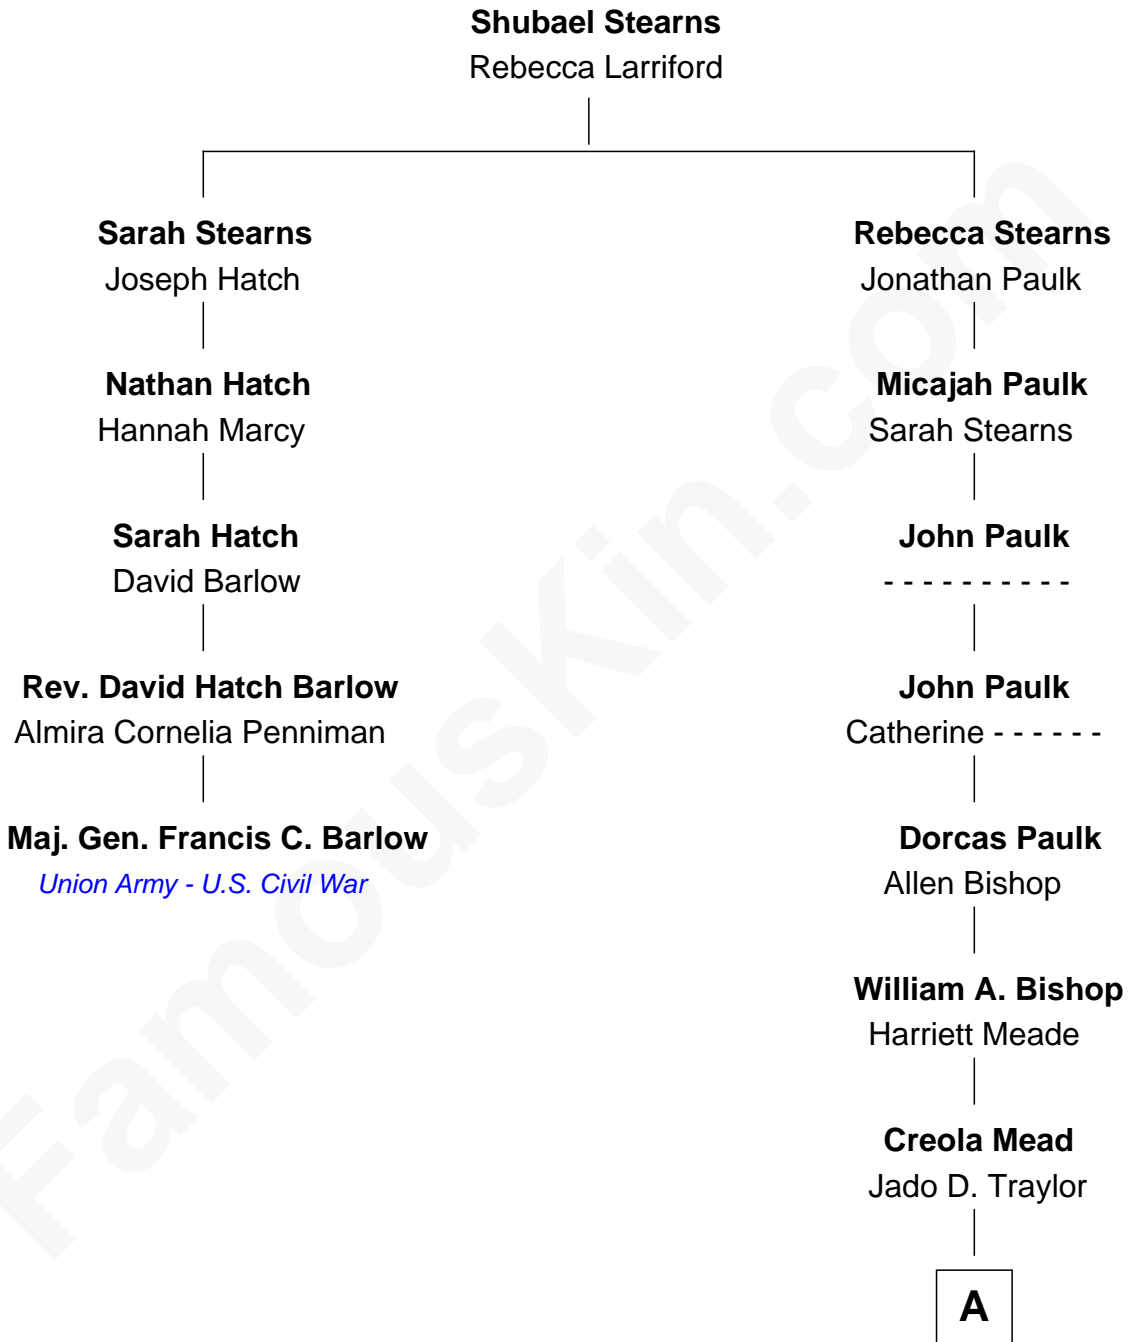 Shubael Stearns
Rebecca Larriford
Sarah Stearns
Joseph Hatch
Rebecca Stearns
Jonathan Paulk
Nathan Hatch
Hannah Marcy
Micajah Paulk
Sarah Stearns
Sarah Hatch
David Barlow
John Paulk
- - - - - - - - - -
Rev. David Hatch Barlow
Almira Cornelia Penniman
John Paulk
Catherine - - - - - -
Maj. Gen. Francis C. Barlow
Union Army - U.S. Civil War
Dorcas Paulk
Allen Bishop
William A. Bishop
Harriett Meade
Creola Mead
Jado D. Traylor
A
FamousKin.com